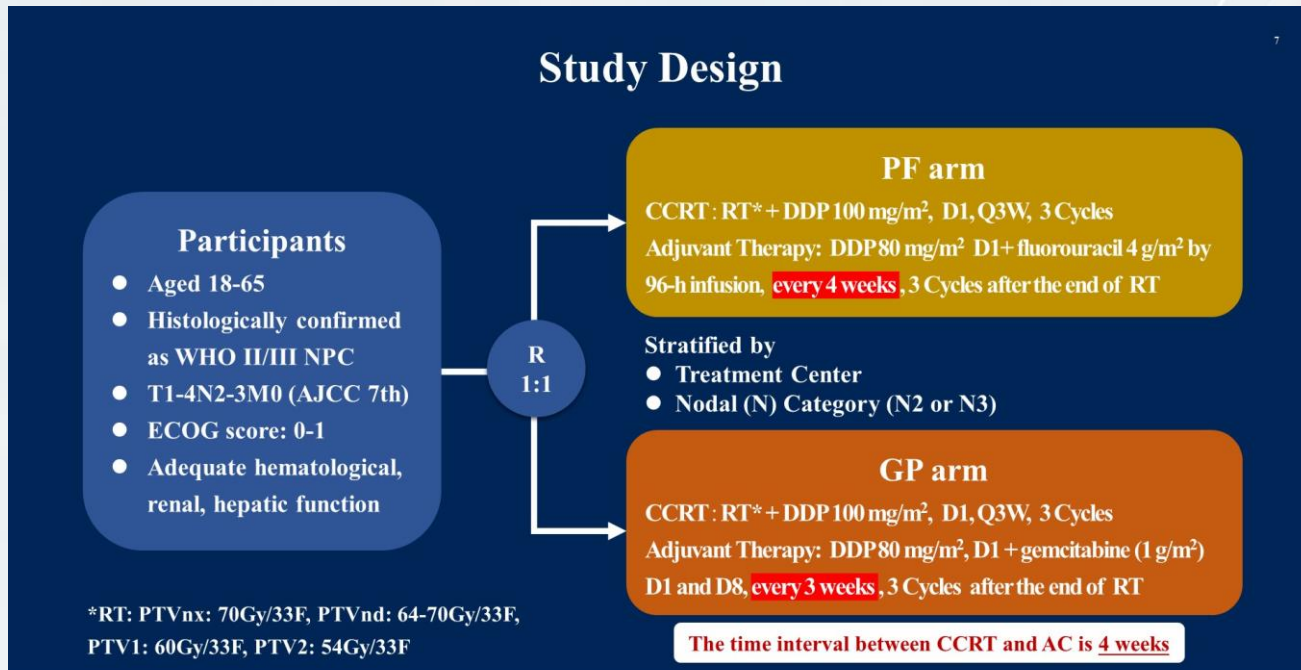 7
Study Design
Participants
● Aged 18-65
● Histologically confirmed
as WHO II/III NPC
● T1-4N2-3M0 (AJCC 7th)
● ECOG score: 0-1
● Adequate hematological,
renal, hepatic function
R
1:1
PF arm
CCRT: RT* + DDP 100 mg/m², D1, Q3W, 3 Cycles
Adjuvant Therapy: DDP 80 mg/m² D1+ fluorouracil 4 g/m² by
96-h infusion, every 4 weeks, 3 Cycles after the end of RT
Stratified by
● Treatment Center
● Nodal (N) Category (N2 or N3)
GP arm
CCRT: RT* + DDP 100 mg/m², D1, Q3W, 3 Cycles
Adjuvant Therapy: DDP 80 mg/m², D1 + gemcitabine (1 g/m²)
D1 and D8, every 3 weeks, 3 Cycles after the end of RT
*RT: PTVnx: 70Gy/33F, PTVnd: 64-70Gy/33F,
PTV1: 60Gy/33F, PTV2: 54Gy/33F
The time interval between CCRT and AC is 4 weeks